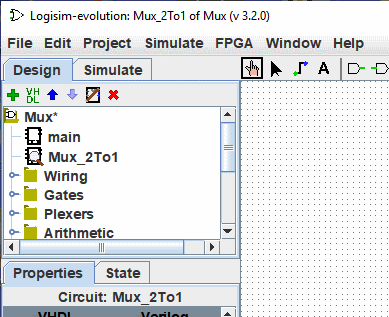 Logisim-evolution: Mux_2To1 of Mux (v 3.2.0)
File Edit Project Simulate FPGA Window Help
Design Simulate
A
VH
DL
Mux*
main
Mux_2To1
Wiring
Gates
Plexers
Arithmetic
Properties State
Circuit: Mux_2To1
VHDL Verilog